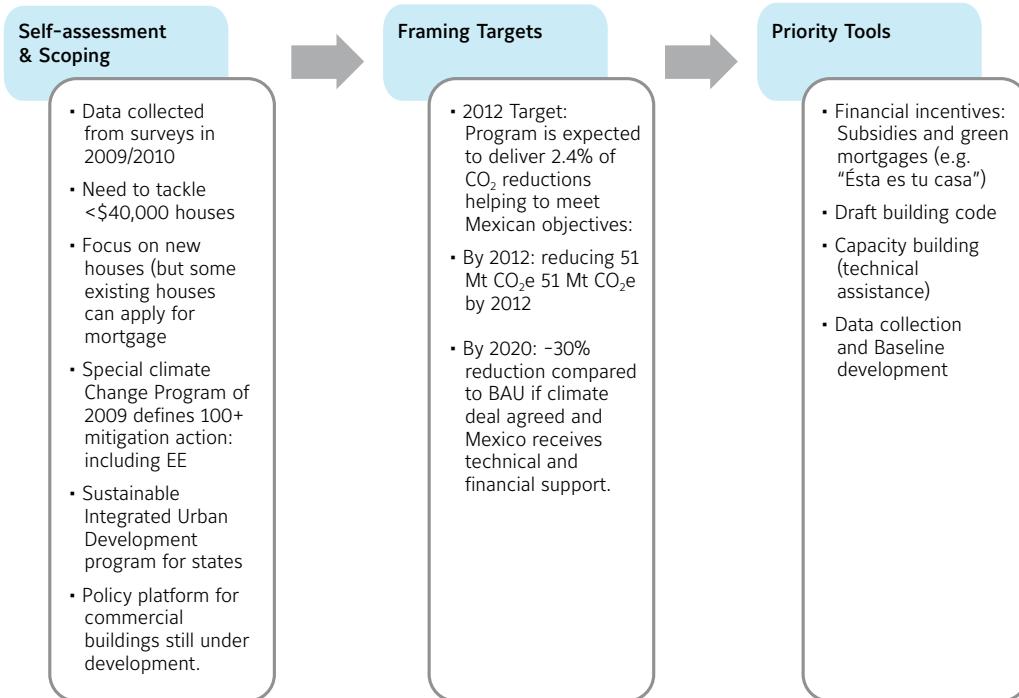 Self-assessment
& Scoping
▪ Data collected
from surveys in
2009/2010
▪ Need to tackle
<$40,000 houses
▪ Focus on new
houses (but some
existing houses
can apply for
mortgage
▪ Special climate
Change Program of
2009 defines 100+
mitigation action:
including EE
▪ Sustainable
Integrated Urban
Development
program for states
▪ Policy platform for
commercial
buildings still under
development.
Framing Targets
▪ 2012 Target:
Program is expected
to deliver 2.4% of
CO₂ reductions
helping to meet
Mexican objectives:
▪ By 2012: reducing 51
Mt CO₂e 51 Mt CO₂e
by 2012
▪ By 2020: -30%
reduction compared
to BAU if climate
deal agreed and
Mexico receives
technical and
financial support.
Priority Tools
▪ Financial incentives:
Subsidies and green
mortgages (e.g.
“Ésta es tu casa”)
▪ Draft building code
▪ Capacity building
(technical
assistance)
▪ Data collection
and Baseline
development